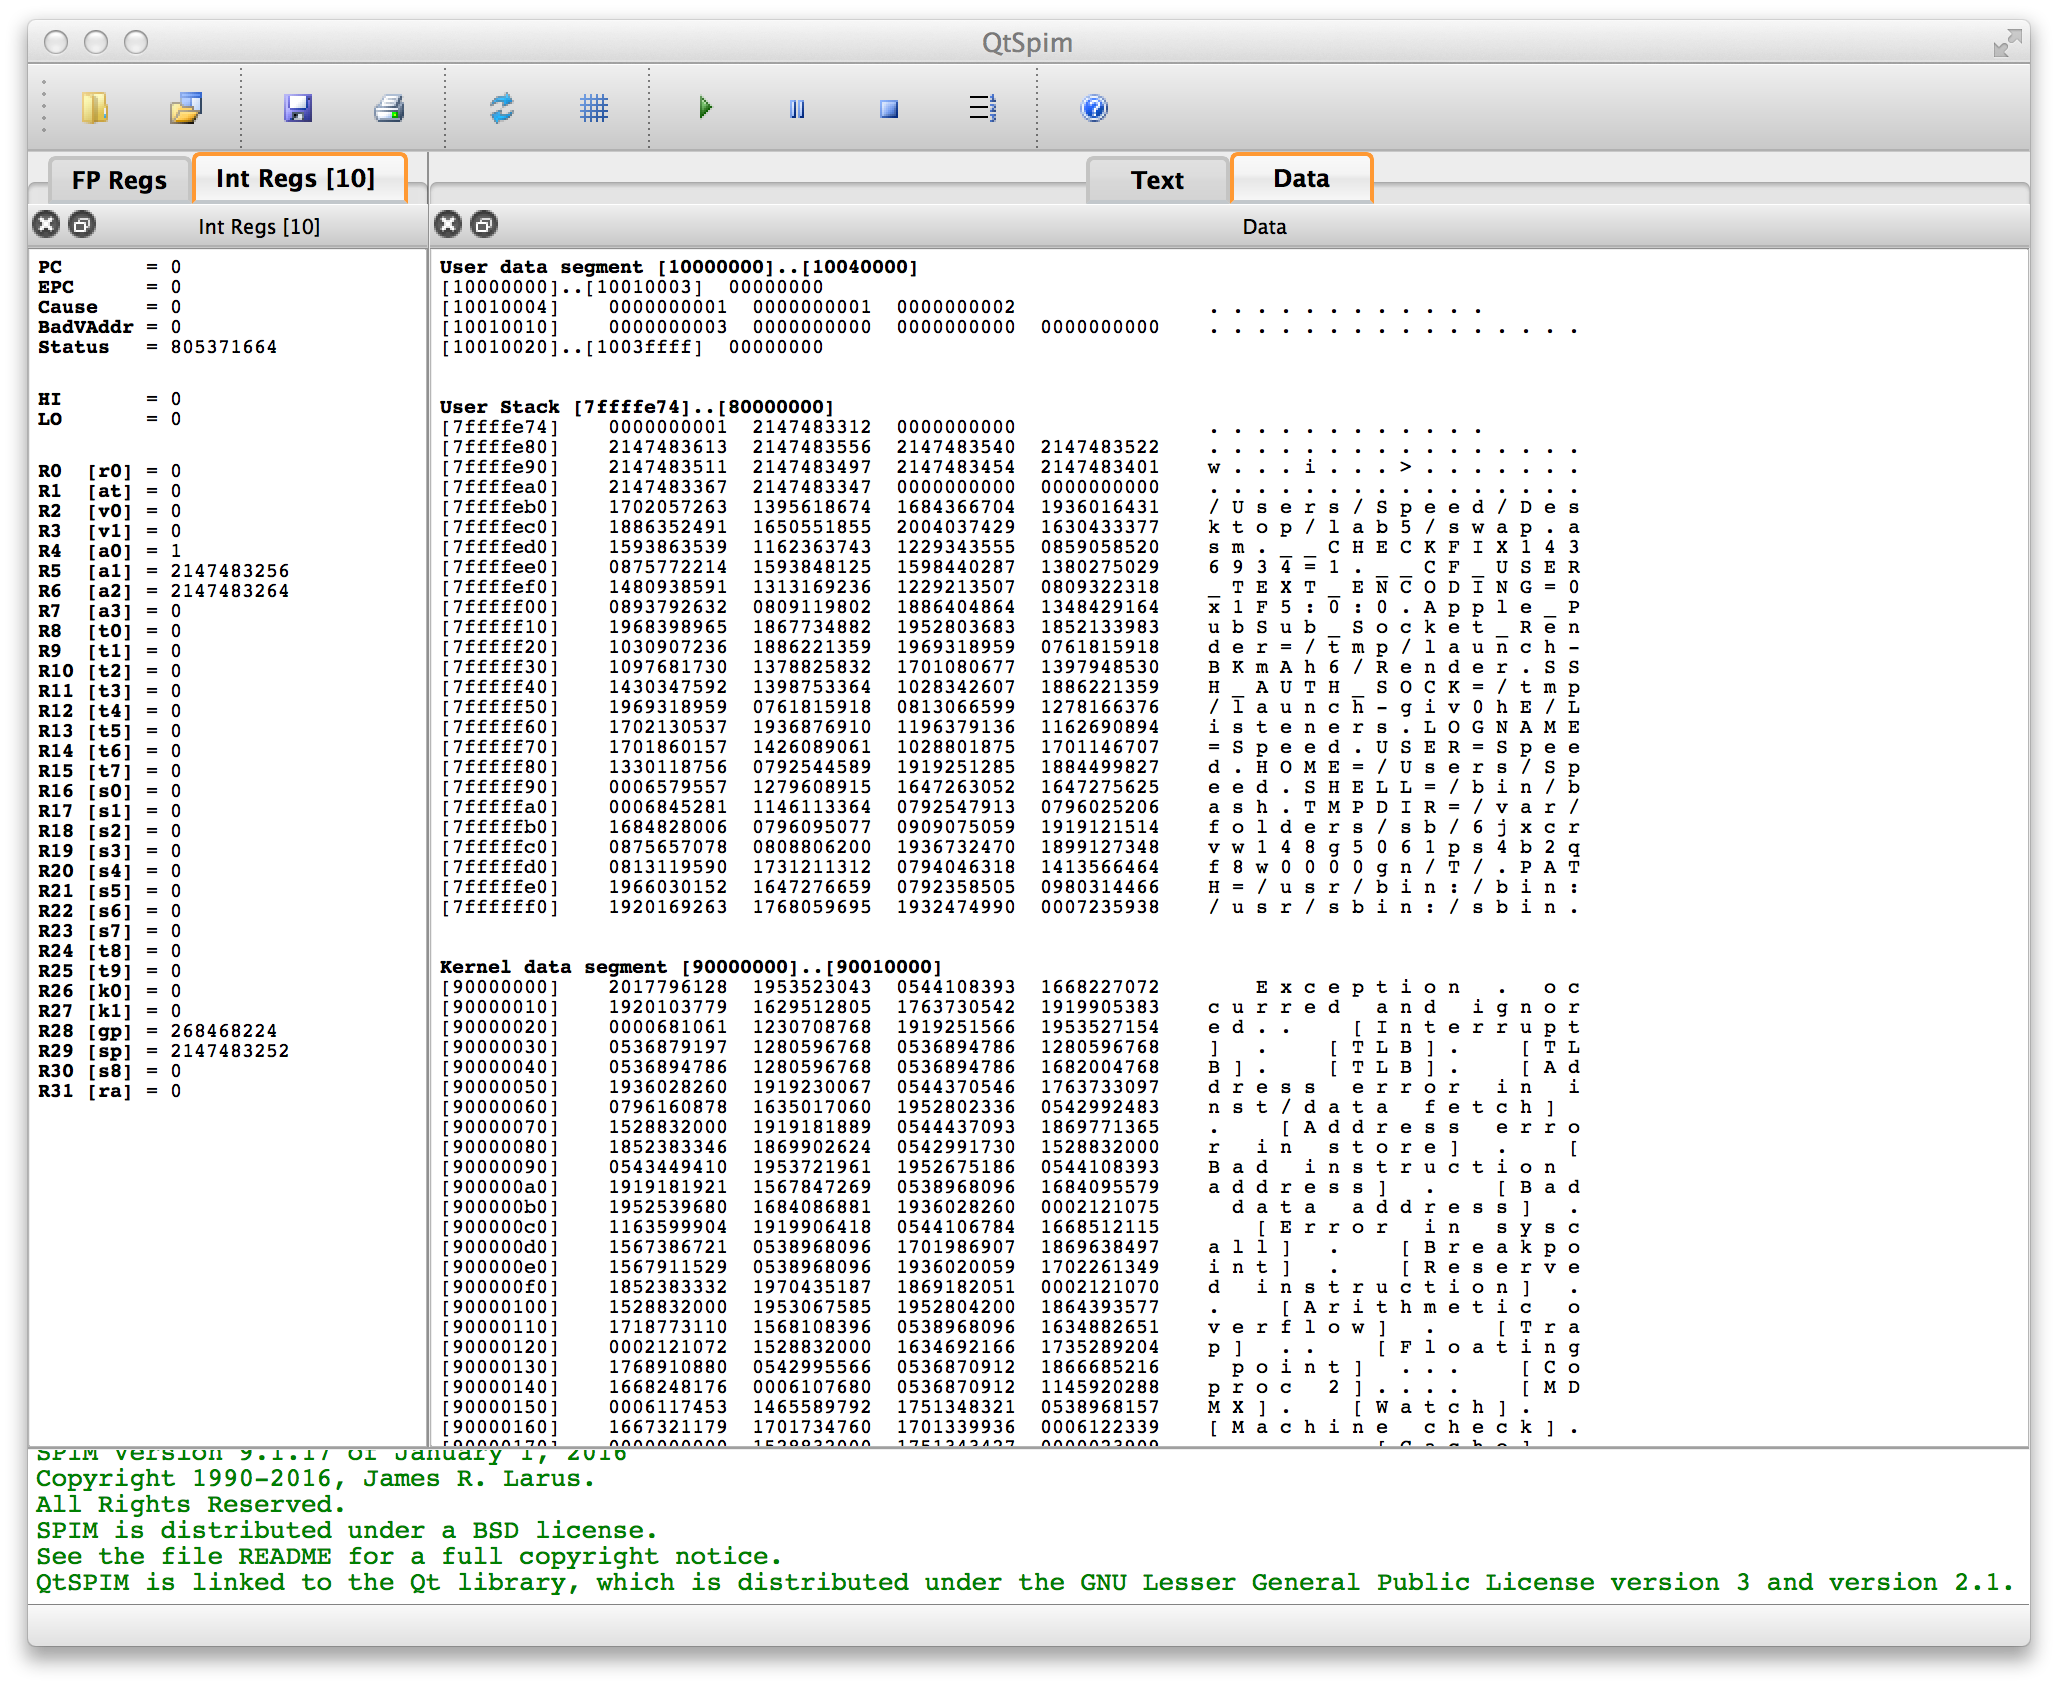 QtSpim
FP Regs
Int Regs [10]
Text
Data
Int Regs [10]
Data
PC = 0
EPC = 0
Cause = 0
BadVAddr = 0
Status = 805371664
HI = 0
LO = 0
R0 [r0] = 0
R1 [at] = 0
R2 [v0] = 0
R3 [v1] = 0
R4 [a0] = 1
R5 [a1] = 2147483256
R6 [a2] = 2147483264
R7 [a3] = 0
R8 [t0] = 0
R9 [t1] = 0
R10 [t2] = 0
R11 [t3] = 0
R12 [t4] = 0
R13 [t5] = 0
R14 [t6] = 0
R15 [t7] = 0
R16 [s0] = 0
R17 [s1] = 0
R18 [s2] = 0
R19 [s3] = 0
R20 [s4] = 0
R21 [s5] = 0
R22 [s6] = 0
R23 [s7] = 0
R24 [t8] = 0
R25 [t9] = 0
R26 [k0] = 0
R27 [k1] = 0
R28 [gp] = 268468224
R29 [sp] = 2147483252
R30 [s8] = 0
R31 [ra] = 0
User data segment [10000000]..[10040000]
[10000000]..[10010003] 00000000
[10010004] 0000000001 0000000001 0000000002 . . . . . . . . . . . .
[10010010] 0000000003 0000000000 0000000000 0000000000 . . . . . . . . . . . . . . . .
[10010020]..[1003ffff] 00000000
User Stack [7ffffe74]..[80000000]
[7ffffe74] 0000000001 2147483312 0000000000 . . . . . . . . . . . .
[7ffffe80] 2147483613 2147483556 2147483540 2147483522 . . . . . . . . . . . . . . . .
[7ffffe90] 2147483511 2147483497 2147483454 2147483401 w . . . i . . . > . . . . . . .
[7ffffea0] 2147483367 2147483347 0000000000 0000000000 . . . . . . . . . . . . . . . .
[7ffffeb0] 1702057263 1395618674 1684366704 1936016431 / U s e r s / S p e e d / D e s
[7ffffec0] 1886352491 1650551855 2004037429 1630433377 k t o p / l a b 5 / s w a p . a
[7ffffed0] 1593863539 1162363743 1229343555 0859058520 s m . _ _ C H E C K F I X 1 4 3
[7ffffee0] 0875772214 1593848125 1598440287 1380275029 6 9 3 4 = 1 . _ _ C F _ U S E R
[7ffffef0] 1480938591 1313169236 1229213507 0809322318 _ T E X T _ E N C O D I N G = 0
[7fffff00] 0893792632 0809119802 1886404864 1348429164 x 1 F 5 : 0 : 0 . A p p l e _ P
[7fffff10] 1968398965 1867734882 1952803683 1852133983 u b S u b _ S o c k e t _ R e n
[7fffff20] 1030907236 1886221359 1969318959 0761815918 d e r = / t m p / l a u n c h -
[7fffff30] 1097681730 1378825832 1701080677 1397948530 B K m A h 6 / R e n d e r . S S
[7fffff40] 1430347592 1398753364 1028342607 1886221359 H _ A U T H _ S O C K = / t m p
[7fffff50] 1969318959 0761815918 0813066599 1278166376 / l a u n c h - g i v 0 h E / L
[7fffff60] 1702130537 1936876910 1196379136 1162690894 i s t e n e r s . L O G N A M E
[7fffff70] 1701860157 1426089061 1028801875 1701146707 = S p e e d . U S E R = S p e e
[7fffff80] 1330118756 0792544589 1919251285 1884499827 d . H O M E = / U s e r s / S p
[7fffff90] 0006579557 1279608915 1647263052 1647275625 e e d . S H E L L = / b i n / b
[7fffffa0] 0006845281 1146113364 0792547913 0796025206 a s h . T M P D I R = / v a r /
[7fffffb0] 1684828006 0796095077 0909075059 1919121514 f o l d e r s / s b / 6 j x c r
[7fffffc0] 0875657078 0808806200 1936732470 1899127348 v w 1 4 8 g 5 0 6 1 p s 4 b 2 q
[7fffffd0] 0813119590 1731211312 0794046318 1413566464 f 8 w 0 0 0 0 g n / T / . P A T
[7fffffe0] 1966030152 1647276659 0792358505 0980314466 H = / u s r / b i n : / b i n :
[7ffffff0] 1920169263 1768059695 1932474990 0007235938 / u s r / s b i n : / s b i n .
Kernel data segment [90000000]..[90010000]
[90000000] 2017796128 1953523043 0544108393 1668227072 E x c e p t i o n . o c
[90000010] 1920103779 1629512805 1763730542 1919905383 c u r r e d a n d i g n o r
[90000020] 0000681061 1230708768 1919251566 1953527154 e d . . [ I n t e r r u p t
[90000030] 0536879197 1280596768 0536894786 1280596768 ] . [ T L B ] . [ T L
[90000040] 0536894786 1280596768 0536894786 1682004768 B ] . [ T L B ] . [ A d
[90000050] 1936028260 1919230067 0544370546 1763733097 d r e s s e r r o r i n i
[90000060] 0796160878 1635017060 1952802336 0542992483 n s t / d a t a f e t c h ]
[90000070] 1528832000 1919181889 0544437093 1869771365 . [ A d d r e s s e r r o
[90000080] 1852383346 1869902624 0542991730 1528832000 r i n s t o r e ] . [
[90000090] 0543449410 1953721961 1952675186 0544108393 B a d i n s t r u c t i o n
[900000a0] 1919181921 1567847269 0538968096 1684095579 a d d r e s s ] . [ B a d
[900000b0] 1952539680 1684086881 1936028260 0002121075 d a t a a d d r e s s ] .
[900000c0] 1163599904 1919906418 0544106784 1668512115 [ E r r o r i n s y s c
[900000d0] 1567386721 0538968096 1701986907 1869638497 a l l ] . [ B r e a k p o
[900000e0] 1567911529 0538968096 1936020059 1702261349 i n t ] . [ R e s e r v e
[900000f0] 1852383332 1970435187 1869182051 0002121070 d i n s t r u c t i o n ] .
[90000100] 1528832000 1953067585 1952804200 1864393577 . [ A r i t h m e t i c o
[90000110] 1718773110 1568108396 0538968096 1634882651 v e r f l o w ] . [ T r a
[90000120] 0002121072 1528832000 1634692166 1735289204 p ] . . [ F l o a t i n g
[90000130] 1768910880 0542995566 0536870912 1866685216 p o i n t ] . . . [ C o
[90000140] 1668248176 0006107680 0536870912 1145920288 p r o c 2 ] . . . . [ M D
[90000150] 0006117453 1465589792 1751348321 0538968157 M X ] . [ W a t c h ] .
[90000160] 1667321179 1701734760 1701339936 0006122339 [ M a c h i n e c h e c k ] .
SPIM Version 9.1.17 of January 1, 2016
Copyright 1990-2016, James R. Larus.
All Rights Reserved.
SPIM is distributed under a BSD license.
See the file README for a full copyright notice.
QtSPIM is linked to the Qt library, which is distributed under the GNU Lesser General Public License version 3 and version 2.1.